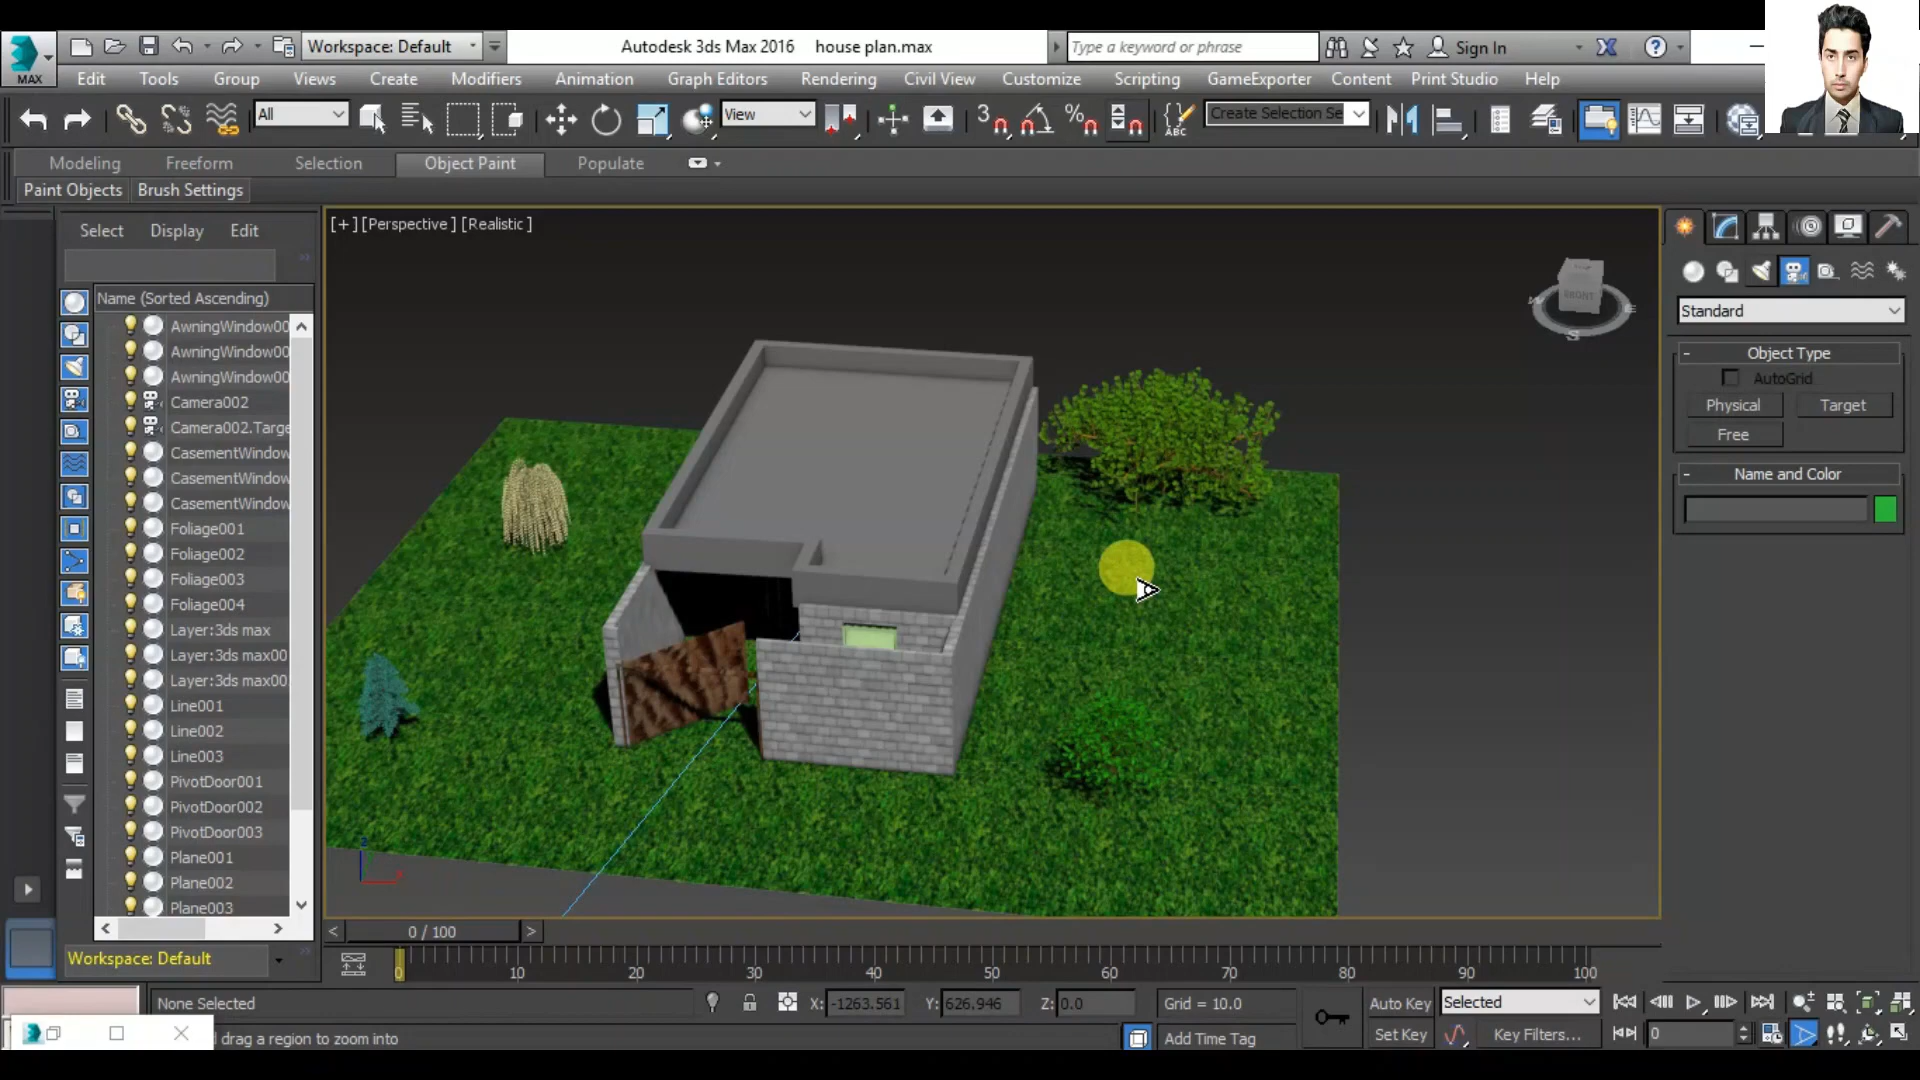 MAX
Workspace: Default
Autodesk 3ds Max 2016 house plan.max
Type a keyword or phrase
Sign In
Edit Tools Group Views Create Modifiers Animation Graph Editors Rendering Civil View Customize Scripting GameExporter Content Print Studio Help
All
View
3
%
ABC
Create Selection Se
Modeling Freeform Selection Object Paint Populate
Paint Objects Brush Settings
Select Display Edit
[+] [Perspective] [Realistic]
Name (Sorted Ascending)
AwningWindow00
AwningWindow00
AwningWindow00
Camera002
Camera002.Targe
CasementWindow
CasementWindow
CasementWindow
Foliage001
Foliage002
Foliage003
Foliage004
Layer:3ds max
Layer:3ds max00
Layer:3ds max00
Line001
Line002
Line003
PivotDoor001
PivotDoor002
PivotDoor003
Plane001
Plane002
Plane003
TOP
FRONT
S
Standard
- Object Type
AutoGrid
Physical Target
Free
- Name and Color
< 0 / 100 >
Workspace: Default
0 10 20 30 40 50 60 70 80 90 100
None Selected
X: -1263.561 Y: 626.946 Z: 0.0 Grid = 10.0
Auto Key Selected
drag a region to zoom into
Add Time Tag
Set Key Key Filters...
0